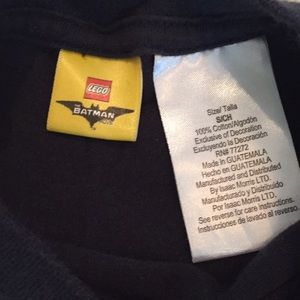 LEGO
THE
BATMAN
Size/ Talla
S/CH
100% Cotton/Algodón
Exclusive of Decoration
Excluyendo la Decoración
RN# 77272
Made in GUATEMALA
Hecho en GUATEMALA
Manufactured and Distributed
By Isaac Morris LTD.
Manufacturado y Distribuido
Por Isaac Morris LTD.
See reverse for care instructions.
Instrucciones de lavado al reverso.